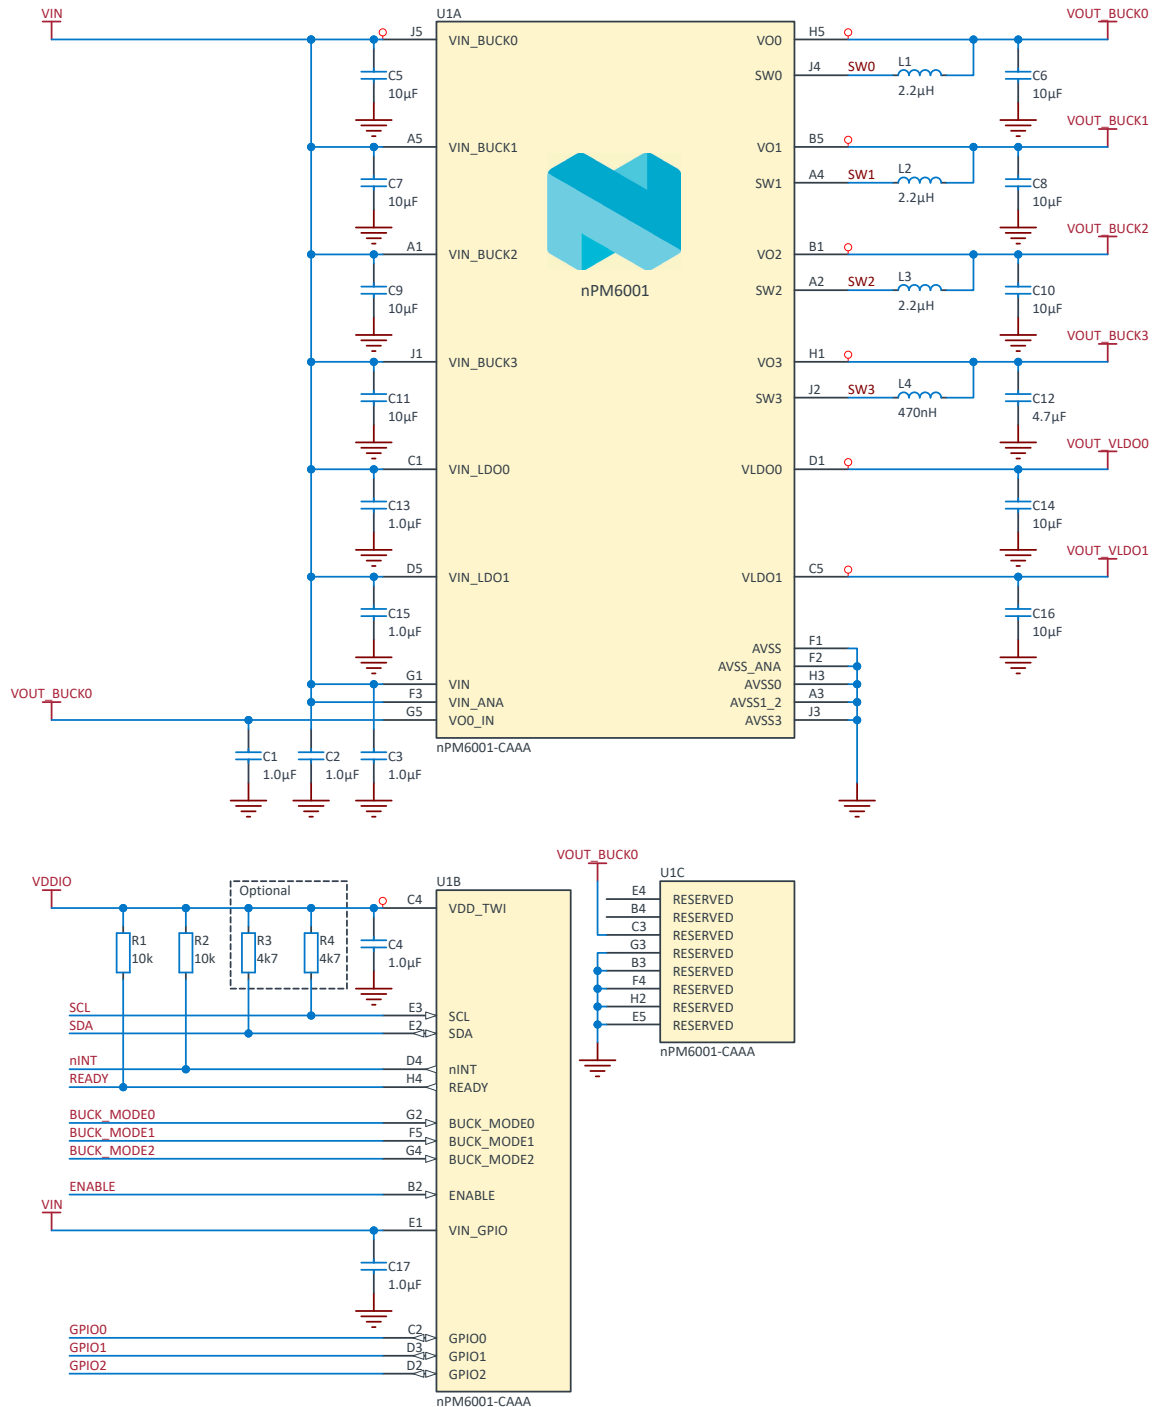 VIN
U1A
VOUT_BUCK0
J5
VIN_BUCK0
VO0
H5
C5
10µF
SW0
J4
SW0
L1
2.2µH
C6
10µF
VOUT_BUCK1
A5
VIN_BUCK1
VO1
B5
C7
10µF
SW1
A4
SW1
L2
2.2µH
C8
10µF
VOUT_BUCK2
A1
VIN_BUCK2
VO2
B1
C9
10µF
nPM6001
SW2
A2
SW2
L3
2.2µH
C10
10µF
VOUT_BUCK3
J1
VIN_BUCK3
VO3
H1
C11
10µF
SW3
J2
SW3
L4
470nH
C12
4.7µF
VOUT_VLDO0
C1
VIN_LDO0
VLDO0
D1
C13
1.0µF
C14
10µF
VOUT_VLDO1
D5
VIN_LDO1
VLDO1
C5
C15
1.0µF
C16
10µF
AVSS
F1
AVSS_ANA
F2
AVSS0
H3
AVSS1_2
A3
AVSS3
J3
G1
VIN
F3
VIN_ANA
VOUT_BUCK0
G5
VO0_IN
nPM6001-CAAA
C1
1.0µF
C2
1.0µF
C3
1.0µF
VDDIO
Optional
U1B
C4
VDD_TWI
R1
10k
R2
10k
R3
4k7
R4
4k7
C4
1.0µF
SCL
E3
SCL
SDA
E2
SDA
nINT
D4
nINT
READY
H4
READY
BUCK_MODE0
G2
BUCK_MODE0
BUCK_MODE1
F5
BUCK_MODE1
BUCK_MODE2
G4
BUCK_MODE2
ENABLE
B2
ENABLE
VIN
E1
VIN_GPIO
C17
1.0µF
GPIO0
C2
GPIO0
GPIO1
D3
GPIO1
GPIO2
D2
GPIO2
nPM6001-CAAA
VOUT_BUCK0
U1C
E4
RESERVED
B4
RESERVED
C3
RESERVED
G3
RESERVED
B3
RESERVED
F4
RESERVED
H2
RESERVED
E5
RESERVED
nPM6001-CAAA